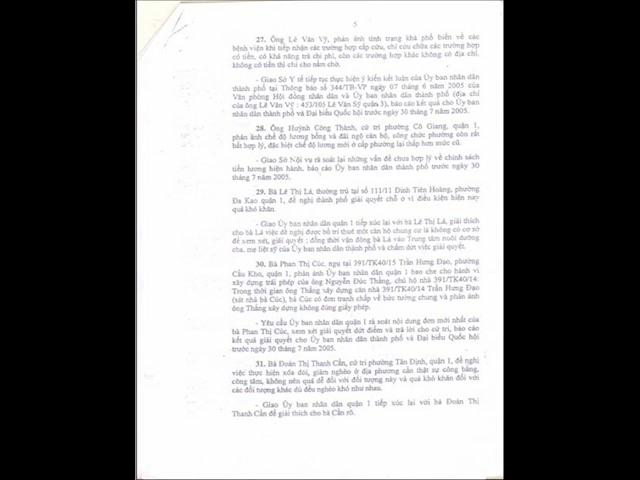 5
27. Ông Lê Văn Vỹ, phản ánh tình trạng khá phổ biến về các
bệnh viện khi tiếp nhận các trường hợp cấp cứu, chỉ cứu chữa các trường hợp
có tiền, có khả năng trả chi phí, còn các trường hợp khác không có địa chỉ,
không có tiền thì chỉ cho nằm chờ.
- Giao Sở Y tế tiếp tục thực hiện ý kiến kết luận của Ủy ban nhân dân
thành phố tại Thông báo số 344/TB-VP ngày 07 tháng 6 năm 2005 của
Văn phòng Hội đồng nhân dân và Ủy ban nhân dân thành phố (địa chỉ
của ông Lê Văn Vỹ : 453/105 Lê Văn Sỹ quận 3), báo cáo kết quả cho Ủy ban
nhân dân thành phố và Đại biểu Quốc hội trước ngày 30 tháng 7 năm 2005.
28. Ông Huỳnh Công Thành, cử tri phường Cô Giang, quận 1,
phản ánh chế độ lương bổng và đãi ngộ cán bộ, công chức phường còn rất
bất hợp lý, đặc biệt chế độ lương mới ở cấp phường lại thấp hơn mức cũ.
- Giao Sở Nội vụ rà soát lại những vấn đề chưa hợp lý về chính sách
tiền lương hiện hành, báo cáo Ủy ban nhân dân thành phố trước ngày 30
tháng 7 năm 2005.
29. Bà Lê Thị Lá, thường trú tại số 111/11 Đinh Tiên Hoàng, phường
Đa Kao quận 1, đề nghị thành phố giải quyết chỗ ở vì điều kiện hiện nay
quá khó khăn.
- Giao Ủy ban nhân dân quận 1 tiếp xúc lại với bà Lê Thị Lá, giải thích
cho bà Lá việc đề nghị được bố trí thuê một căn hộ chung cư là không có cơ sở
để xem xét, giải quyết ; đồng thời vận động bà Lá vào Trung tâm nuôi dưỡng
cha, mẹ liệt sỹ của Ủy ban nhân dân thành phố và chấm dứt việc giải quyết.
30. Bà Phan Thị Cúc, ngụ tại 391/TK40/15 Trần Hưng Đạo, phường
Cầu Kho, quận 1, phản ánh Ủy ban nhân dân quận 1 bao che cho hành vi
xây dựng trái phép của ông Nguyễn Đức Thắng, chủ hộ nhà 391/TK40/14:
Trong thời gian ông Thắng xây dựng căn nhà 391/TK40/14 Trần Hưng Đạo
(sát nhà bà Cúc), bà Cúc có đơn tranh chấp về bức tường chung và phản ánh
ông Thắng xây dựng không đúng giấy phép.
- Yêu cầu Ủy ban nhân dân quận 1 rà soát nội dung đơn mới nhất của
bà Phan Thị Cúc, xem xét giải quyết dứt điểm và trả lời cho cử tri, báo cáo
kết quả giải quyết cho Ủy ban nhân dân thành phố và Đại biểu Quốc hội
trước ngày 30 tháng 7 năm 2005.
31. Bà Đoàn Thị Thanh Cẩn, cử tri phường Tân Định, quận 1, đề nghị
việc thực hiện xóa đói, giảm nghèo ở địa phương cần thật sự công bằng,
công tâm, không nên quá dễ đối với đối tượng này và quá khó khăn đối với
các đối tượng khác dù đều nghèo khó như nhau.
- Giao Ủy ban nhân dân quận 1 tiếp xúc lại với bà Đoàn Thị
Thanh Cẩn để giải thích cho bà Cẩn rõ.